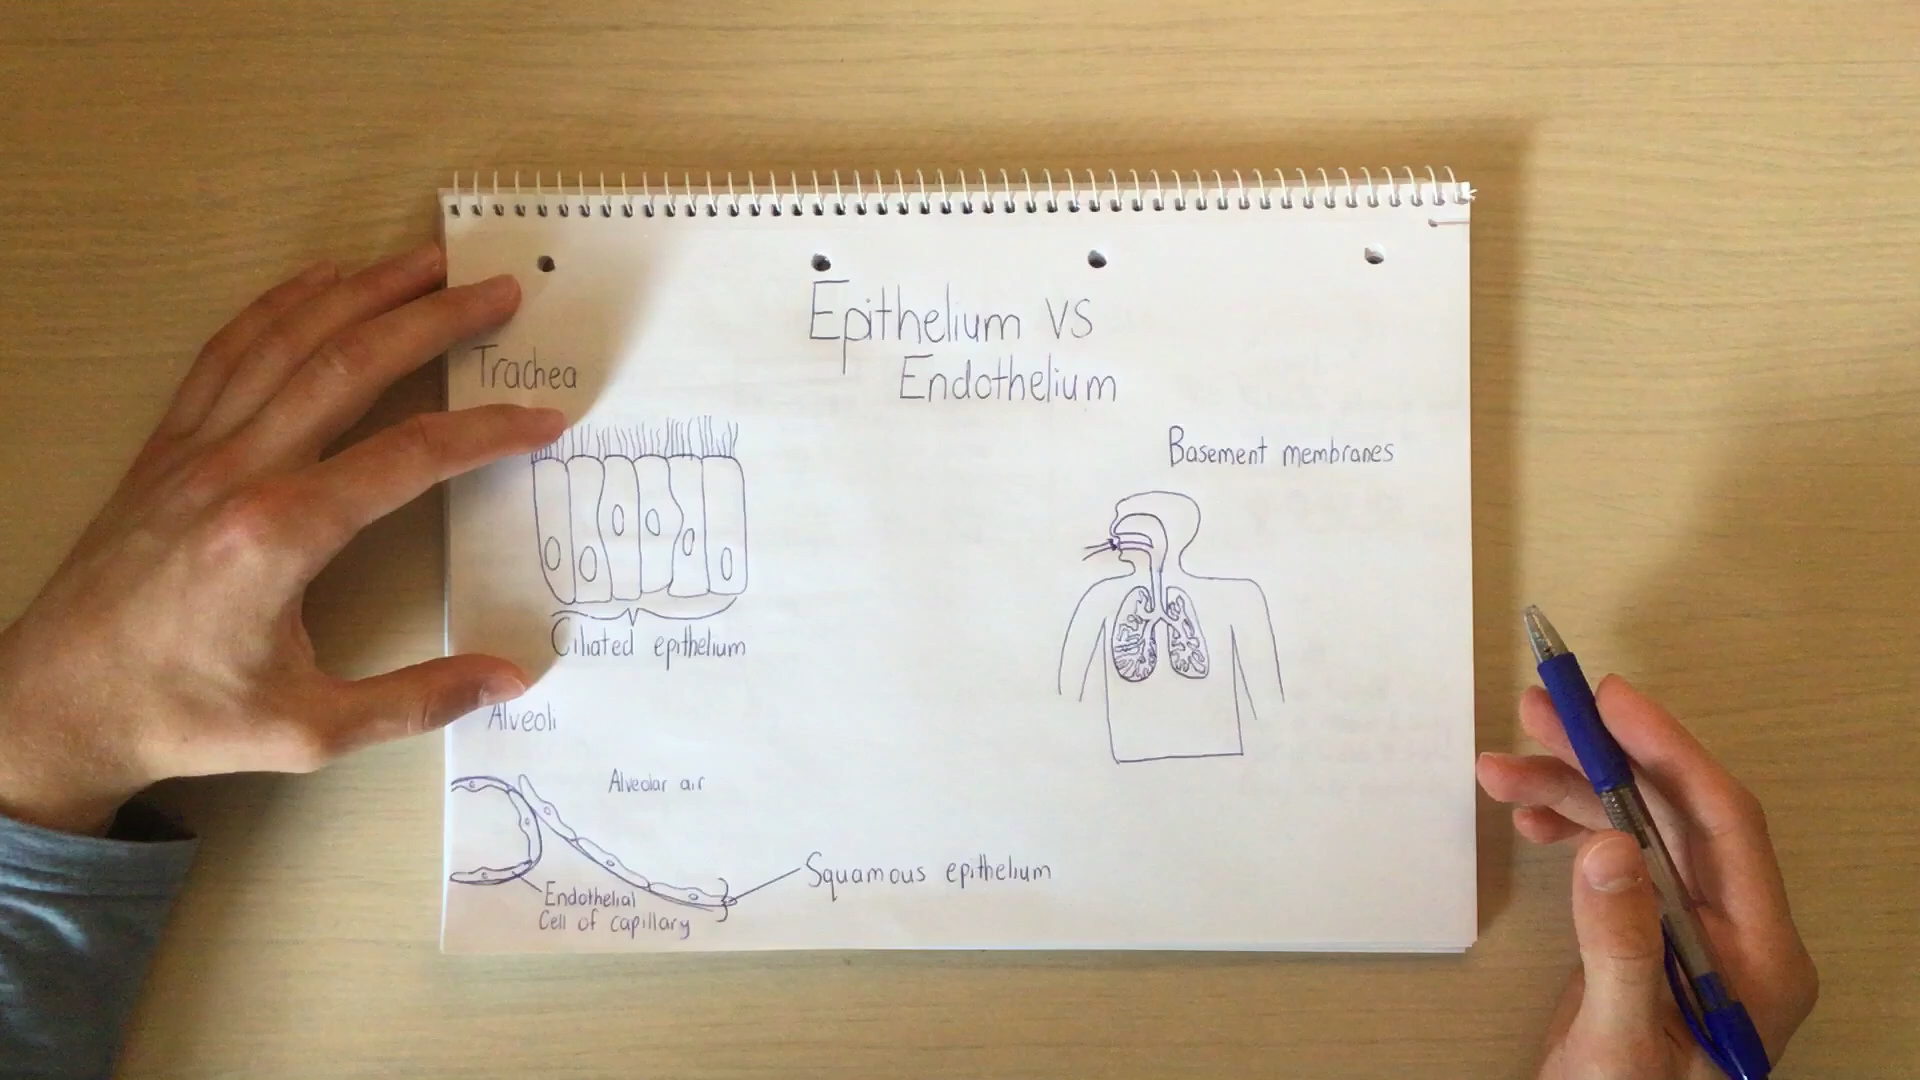 Epithelium VS
Endothelium
Trachea
Basement membranes
Ciliated epithelium
Alveoli
Alveolar air
Squamous epithelium
Endothelial
Cell of capillary